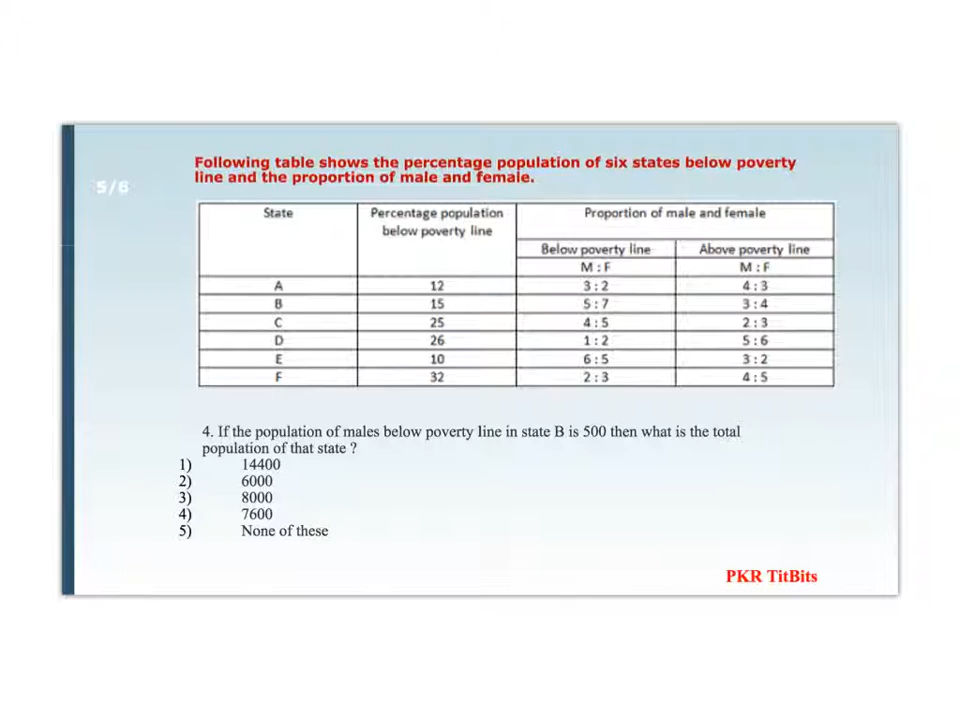 Following table shows the percentage population of six states below poverty
line and the proportion of male and female.
5/6
State Percentage population Proportion of male and female
below poverty line
Below poverty line Above poverty line
M : F M : F
A 12 3 : 2 4 : 3
B 15 5 : 7 3 : 4
C 25 4 : 5 2 : 3
D 26 1 : 2 5 : 6
E 10 6 : 5 3 : 2
F 32 2 : 3 4 : 5
4. If the population of males below poverty line in state B is 500 then what is the total
population of that state ?
1) 14400
2) 6000
3) 8000
4) 7600
5) None of these
PKR TitBits